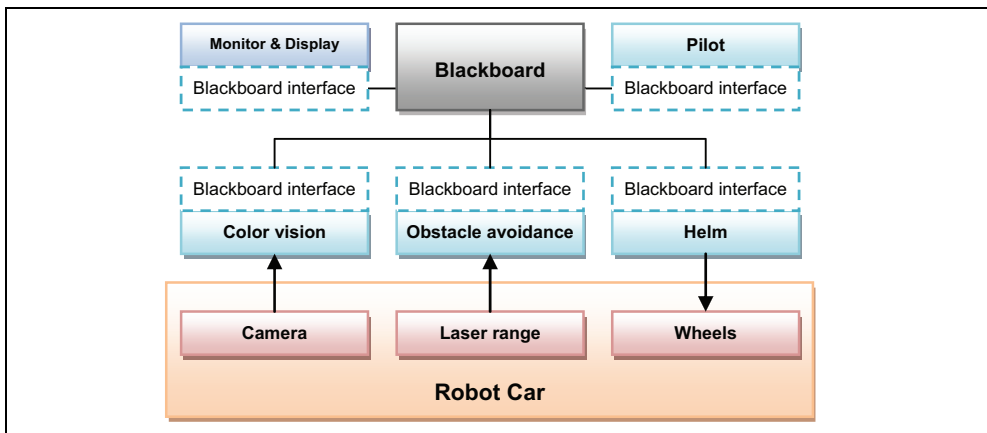 Monitor & Display
Blackboard
Pilot
Blackboard interface
Blackboard interface
Blackboard interface
Blackboard interface
Blackboard interface
Color vision
Obstacle avoidance
Helm
Camera
Laser range
Wheels
Robot Car